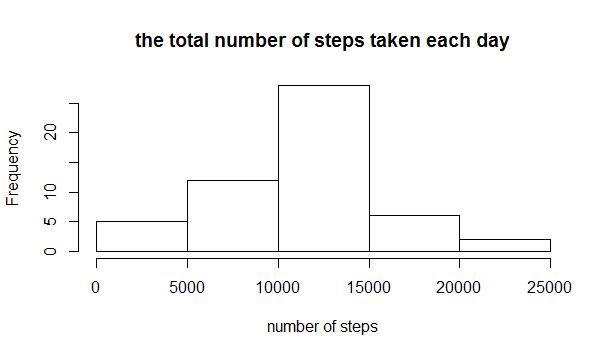 the total number of steps taken each day
Frequency
20
10
5
0
0 5000 10000 15000 20000 25000
number of steps